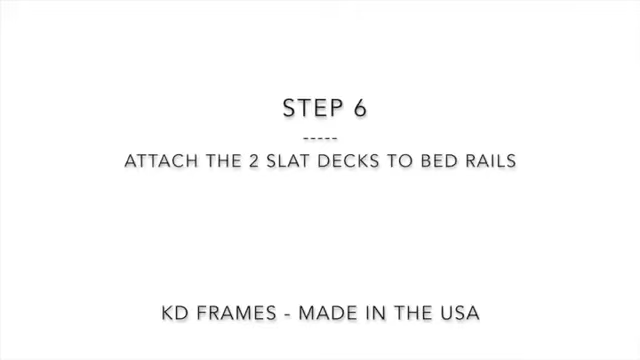 STEP 6
-----
ATTACH THE 2 SLAT DECKS TO BED RAILS
KD FRAMES - MADE IN THE USA